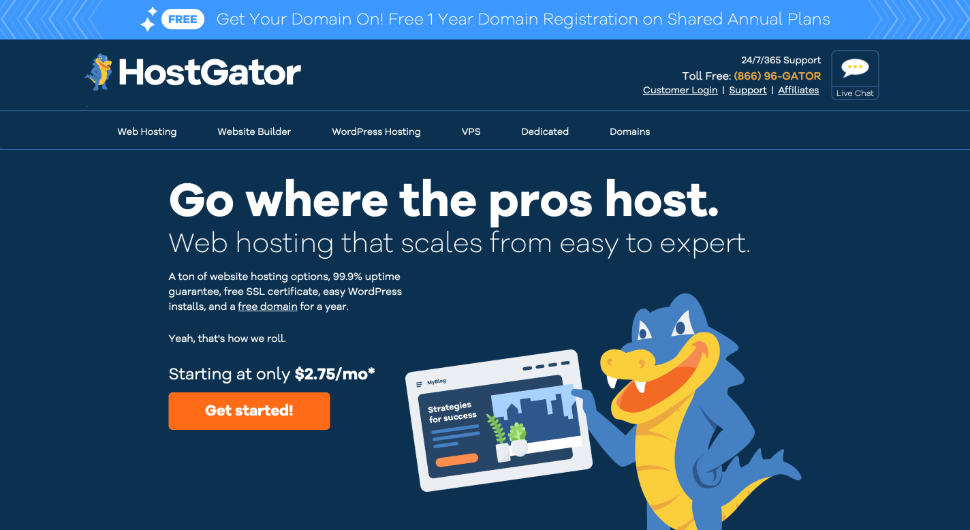 FREE Get Your Domain On! Free 1 Year Domain Registration on Shared Annual Plans
HostGator
24/7/365 Support
Toll Free: (866) 96-GATOR
Customer Login | Support | Affiliates
Live Chat
Web Hosting Website Builder WordPress Hosting VPS Dedicated Domains
Go where the pros host.
Web hosting that scales from easy to expert.
A ton of website hosting options, 99.9% uptime
guarantee, free SSL certificate, easy WordPress
installs, and a free domain for a year.
Yeah, that's how we roll.
Starting at only $2.75/mo*
Get started!
MyBlog
Strategies
for success